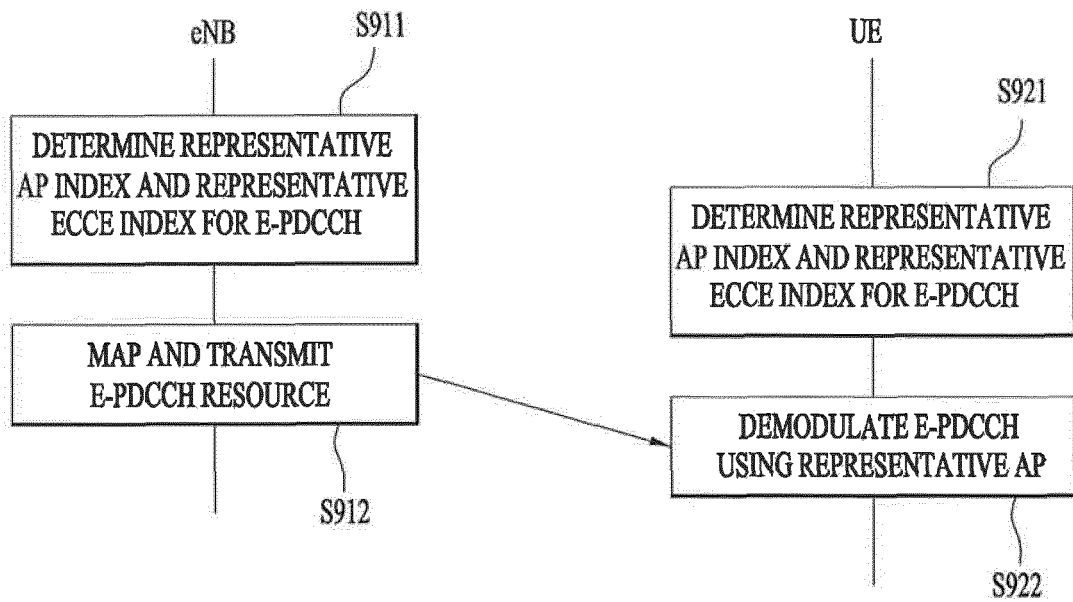 eNB
S911
DETERMINE REPRESENTATIVE
AP INDEX AND REPRESENTATIVE
ECCE INDEX FOR E-PDCCH
MAP AND TRANSMIT
E-PDCCH RESOURCE
S912
UE
S921
DETERMINE REPRESENTATIVE
AP INDEX AND REPRESENTATIVE
ECCE INDEX FOR E-PDCCH
DEMODULATE E-PDCCH
USING REPRESENTATIVE AP
S922